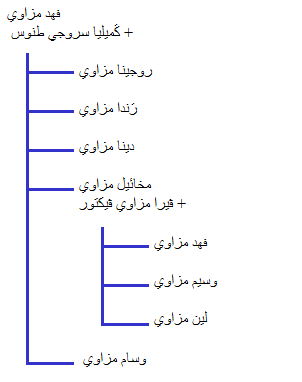 فهد مزاوي
+ كَميليا سروجي طنوس
روجينا مزاوي
رَندا مزاوي
دينا مزاوي
مخائيل مزاوي
+ ڤيرا مزاوي ڤيكتور
فهد مزاوي
وسيم مزاوي
لين مزاوي
وسام مزاوي